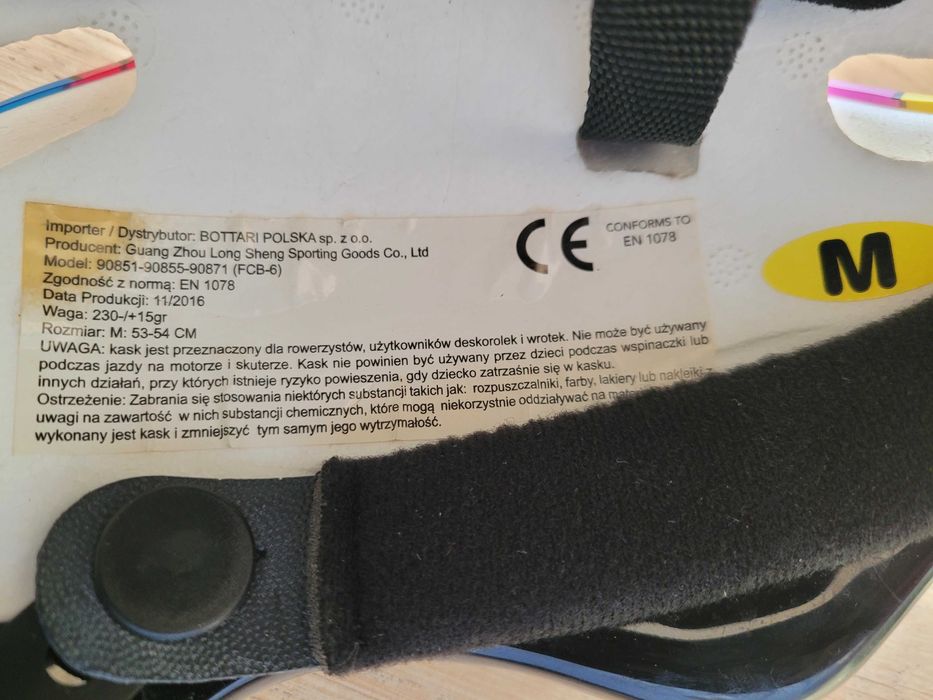 Importer / Dystrybutor: BOTTARI POLSKA sp. z o.o.
Producent: Guang Zhou Long Sheng Sporting Goods Co., Ltd
Model: 90851-90855-90871 (FCB-6)
Zgodność z normą: EN 1078
Data Produkcji: 11/2016
Waga: 230-/+15gr
Rozmiar: M: 53-54 CM
UWAGA: kask jest przeznaczony dla rowerzystów, użytkowników deskorolek i wrotek. Nie może być używany
podczas jazdy na motorze i skuterze. Kask nie powinien być używany przez dzieci podczas wspinaczki lub
innych działań, przy których istnieje ryzyko powieszenia, gdy dziecko zatrzaśnie się w kasku.
Ostrzeżenie: Zabrania się stosowania niektórych substancji takich jak: rozpuszczalniki, farby, lakiery lub naklejki z
uwagi na zawartość w nich substancji chemicznych, które mogą niekorzystnie oddziaływać na
wykonany jest kask i zmniejszyć tym samym jego wytrzymałość.
CE
CONFORMS TO
EN 1078
M